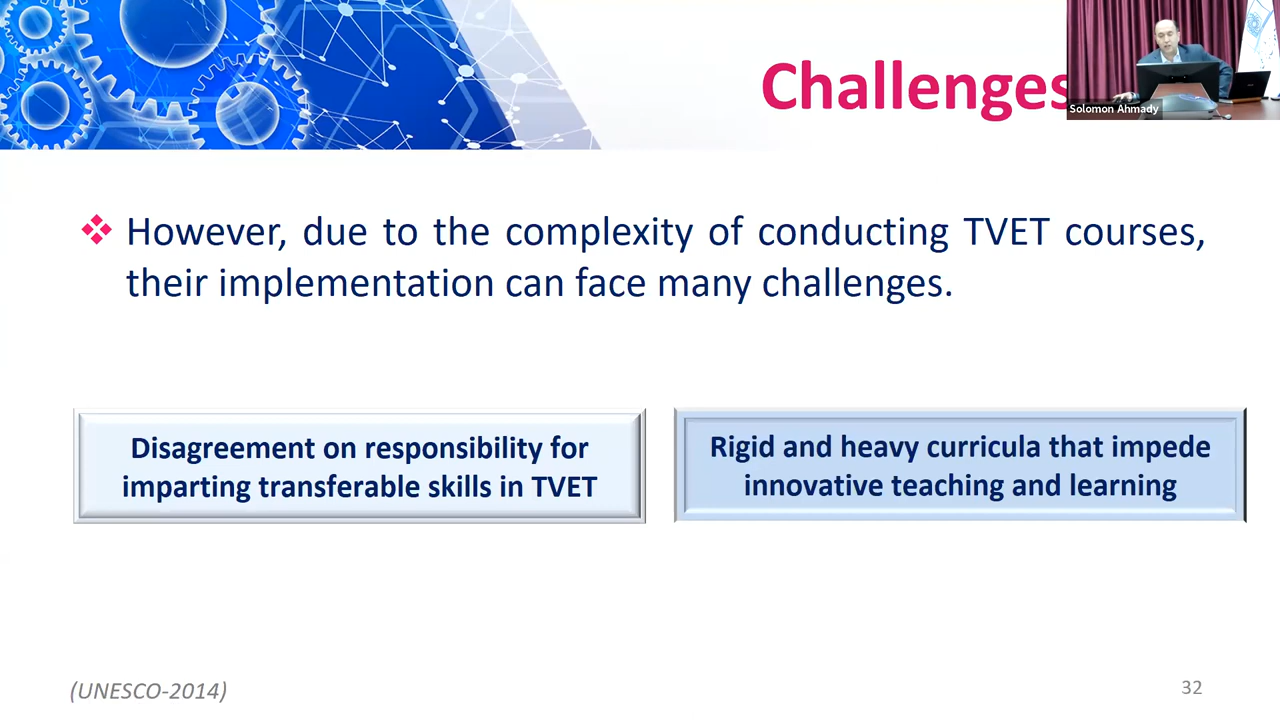 Challenges
Solomon Ahmady
However, due to the complexity of conducting TVET courses,
their implementation can face many challenges.
Disagreement on responsibility for
imparting transferable skills in TVET
Rigid and heavy curricula that impede
innovative teaching and learning
(UNESCO-2014)
32